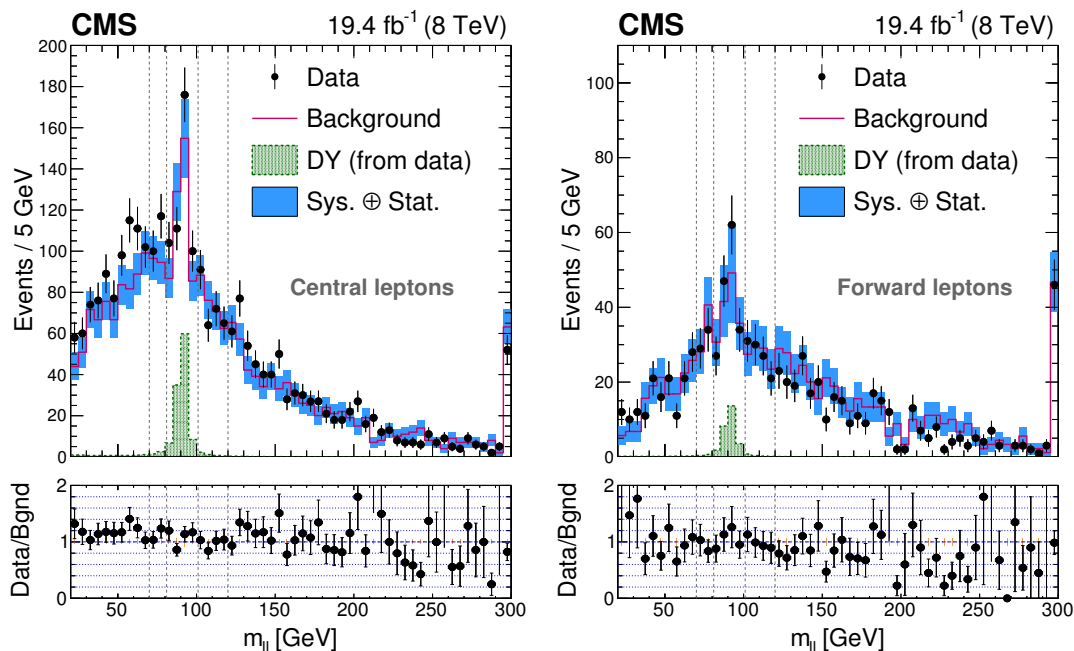 CMS 19.4 fb⁻¹ (8 TeV)
Events / 5 GeV
200
180
160
140
120
100
80
60
40
20
0
Data
Background
DY (from data)
Sys. ⊕ Stat.
Central leptons
Data/Bgnd
2
1
0
50 100 150 200 250 300
m_ll [GeV]
CMS 19.4 fb⁻¹ (8 TeV)
Events / 5 GeV
100
80
60
40
20
0
Data
Background
DY (from data)
Sys. ⊕ Stat.
Forward leptons
Data/Bgnd
2
1
0
50 100 150 200 250 300
m_ll [GeV]